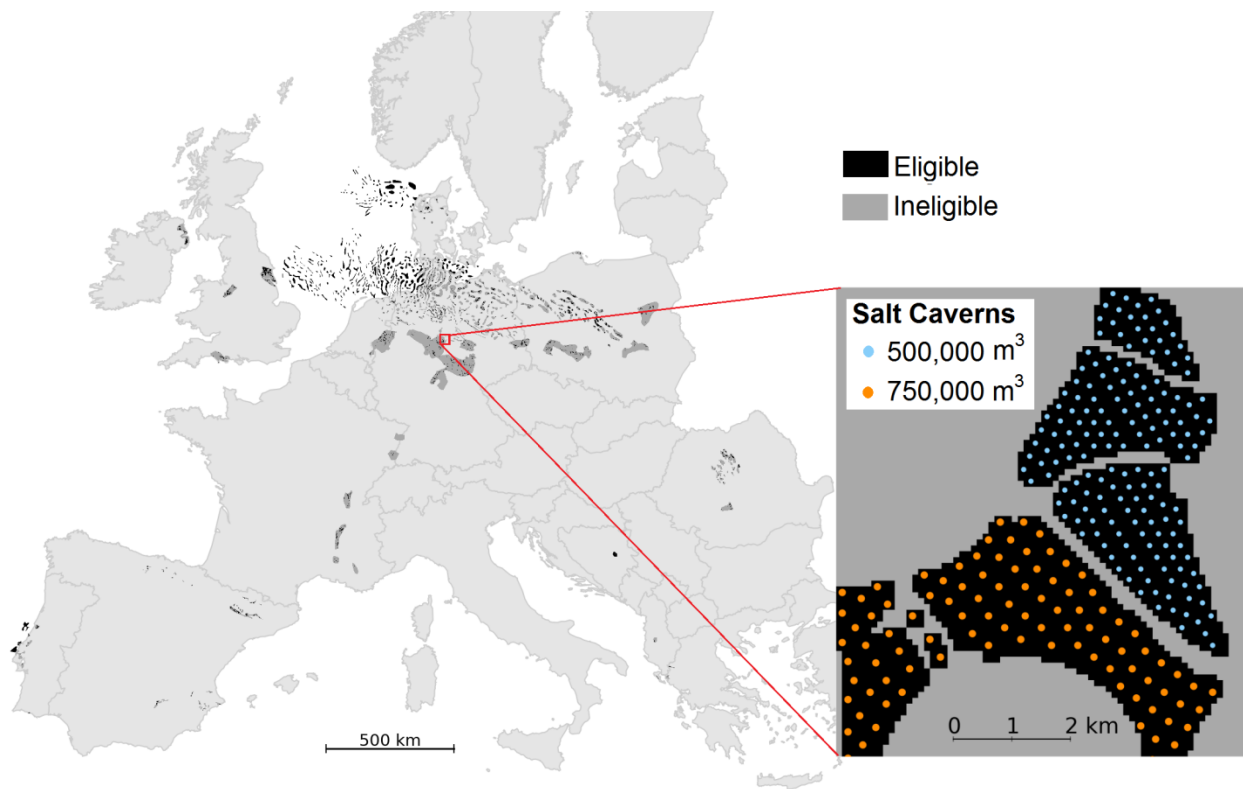 Eligible
Ineligible
Salt Caverns
500,000 m³
750,000 m³
0 1 2 km
500 km